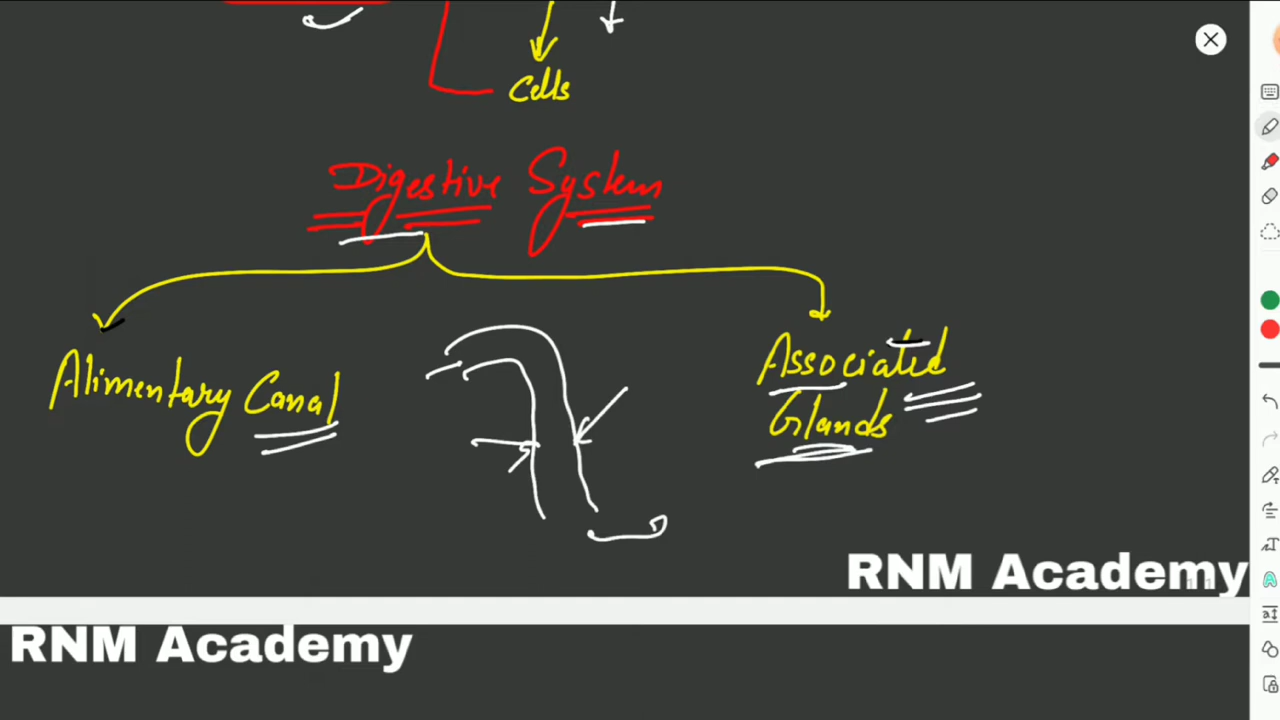 Cells
Digestive System
Alimentary Canal
Associated
Glands
RNM Academy
RNM Academy